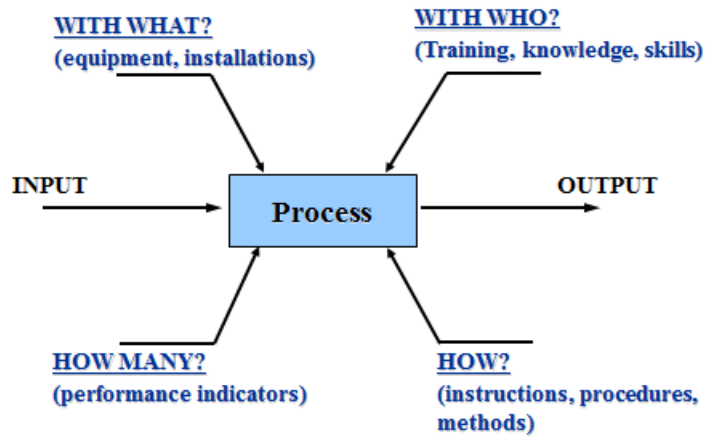 WITH WHAT?
(equipment, installations)
WITH WHO?
(Training, knowledge, skills)
INPUT
Process
OUTPUT
HOW MANY?
(performance indicators)
HOW?
(instructions, procedures,
methods)